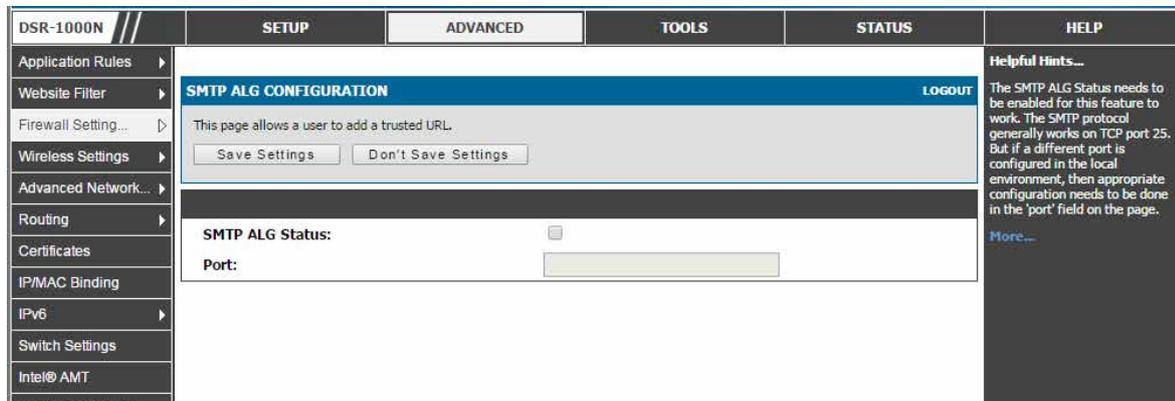 DSR-1000N
SETUP
ADVANCED
TOOLS
STATUS
HELP
Application Rules
Website Filter
Firewall Setting...
Wireless Settings
Advanced Network...
Routing
Certificates
IP/MAC Binding
IPv6
Switch Settings
Intel® AMT
SMTP ALG CONFIGURATION
LOGOUT
This page allows a user to add a trusted URL.
Save Settings
Don't Save Settings
SMTP ALG Status:
Port:
Helpful Hints...
The SMTP ALG Status needs to
be enabled for this feature to
work. The SMTP protocol
generally works on TCP port 25.
But if a different port is
configured in the local
environment, then appropriate
configuration needs to be done
in the 'port' field on the page.
More...